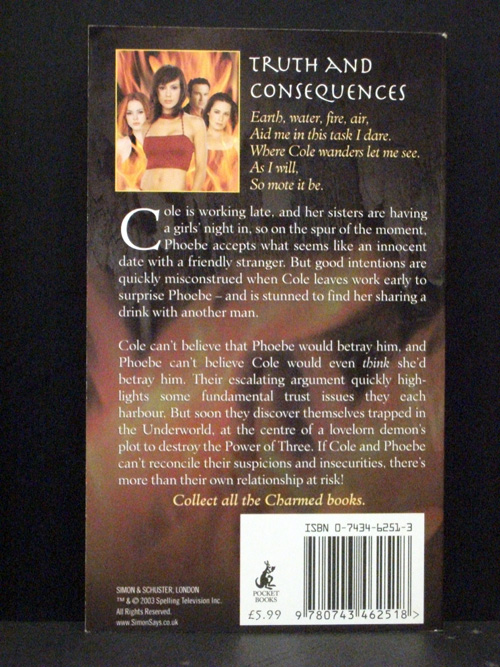 TRUTH AND
CONSEQUENCES
Earth, water, fire, air,
Aid me in this task I dare.
Where Cole wanders let me see,
As I will,
So mote it be.
Cole is working late, and her sisters are having
a girls' night in, so on the spur of the moment,
Phoebe accepts what seems like an innocent
date with a friendly stranger. But good intentions are
quickly misconstrued when Cole leaves work early to
surprise Phoebe – and is stunned to find her sharing a
drink with another man.
Cole can't believe that Phoebe would betray him, and
Phoebe can't believe Cole would even think she'd
betray him. Their escalating argument quickly high-
lights some fundamental trust issues they each
harbour. But soon they discover themselves trapped in
the Underworld, at the centre of a lovelorn demon's
plot to destroy the Power of Three. If Cole and Phoebe
can't reconcile their suspicions and insecurities, there's
more than their own relationship at risk!
Collect all the Charmed books.
SIMON & SCHUSTER, LONDON
™ & © 2003 Spelling Television Inc.
All Rights Reserved.
www.SimonSays.co.uk
POCKET
BOOKS
£5.99
ISBN 0-7434-6251-3
9 780743 462518 >